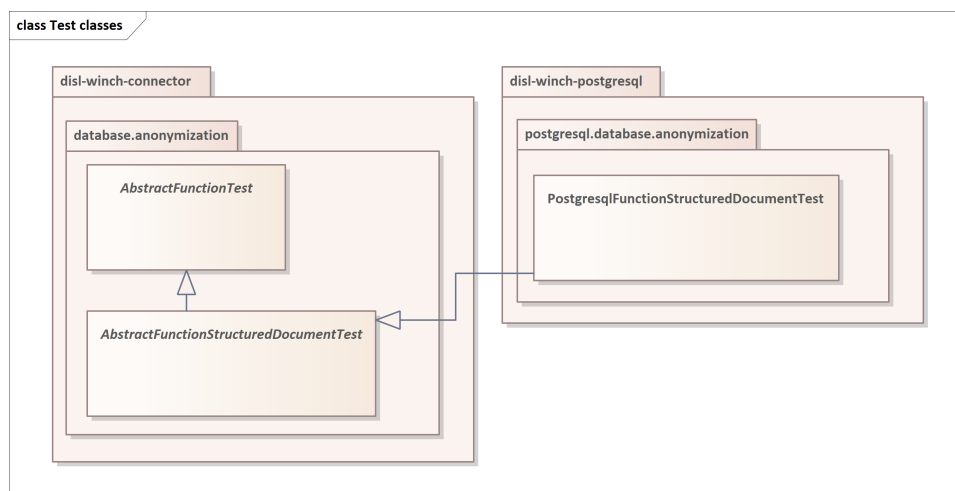 class Test classes
disl-winch-connector
database.anonymization
AbstractFunctionTest
AbstractFunctionStructuredDocumentTest
disl-winch-postgresql
postgresql.database.anonymization
PostgresqlFunctionStructuredDocumentTest